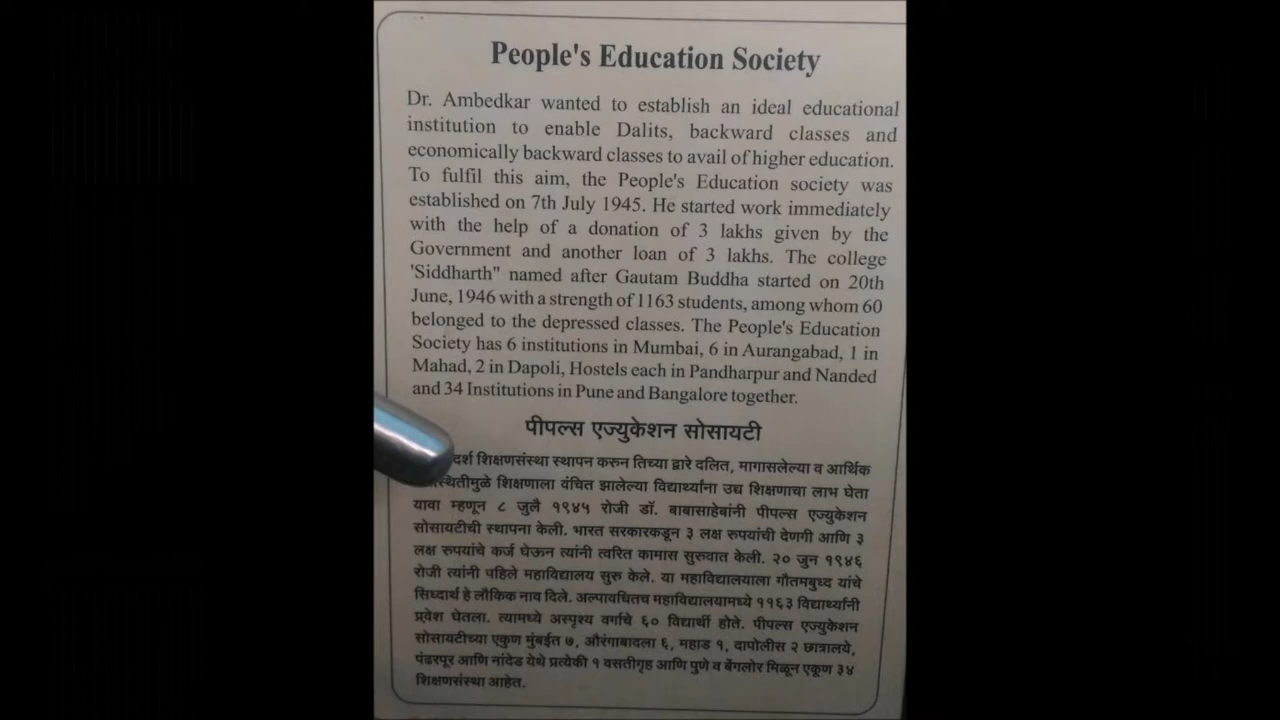 People's Education Society
Dr. Ambedkar wanted to establish an ideal educational
institution to enable Dalits, backward classes and
economically backward classes to avail of higher education.
To fulfil this aim, the People's Education society was
established on 7th July 1945. He started work immediately
with the help of a donation of 3 lakhs given by the
Government and another loan of 3 lakhs. The college
'Siddharth" named after Gautam Buddha started on 20th
June, 1946 with a strength of 1163 students, among whom 60
belonged to the depressed classes. The People's Education
Society has 6 institutions in Mumbai, 6 in Aurangabad, 1 in
Mahad, 2 in Dapoli, Hostels each in Pandharpur and Nanded
and 34 Institutions in Pune and Bangalore together.
पीपल्स एज्युकेशन सोसायटी
शिक्षणसंस्था स्थापन करुन तिच्या द्वारे दलित, मागासलेल्या व आर्थिक
शिक्षणाला वंचित झालेल्या विद्यार्थ्यांना उच्च शिक्षणाचा लाभ घेता
यावा म्हणून ८ जुलै १९४५ रोजी डॉ. बाबासाहेबांनी पीपल्स एज्युकेशन
सोसायटीची स्थापना केली. भारत सरकारकडून ३ लक्ष रुपयांची देणगी आणि ३
लक्ष रुपयांचे कर्ज घेऊन त्यांनी त्वरित कामास सुरुवात केली. २० जुन १९४६
रोजी त्यांनी पहिले महाविद्यालय सुरु केले. या महाविद्यालयाला गौतमबुध्द यांचे
सिध्दार्थ हे लौकिक नाव दिले. अल्पावधितच महाविद्यालयामध्ये ११६३ विद्यार्थ्यांनी
प्रवेश घेतला. त्यामध्ये अस्पृश्य वर्गाचे ६० विद्यार्थी होते. पीपल्स एज्युकेशन
सोसायटीच्या एकुण मुंबईत ७, औरंगाबादला ६, महाड १, दापोलीस २ छात्रालये,
पंढरपूर आणि नांदेड येथे प्रत्येकी १ वसतीगृह आणि पुणे व बेंगलोर मिळून एकूण ३४
शिक्षणसंस्था आहेत.